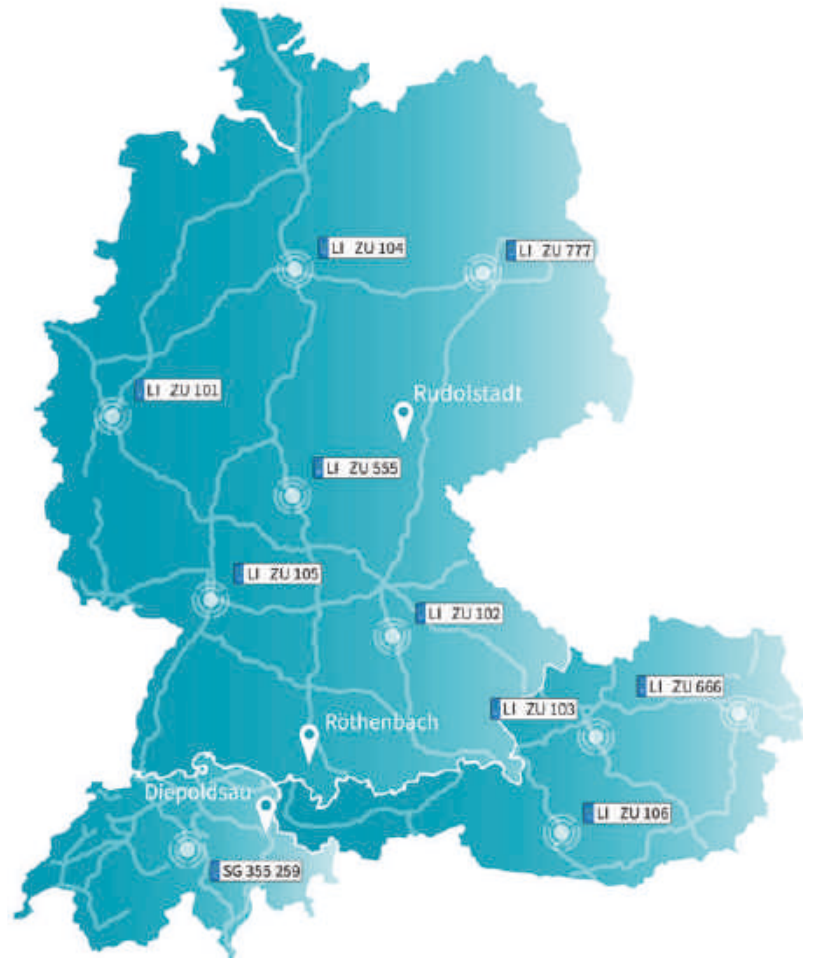 LI ZU 104
LI ZU 777
LI ZU 101
Rudolstadt
LI ZU 555
LI ZU 105
LI ZU 102
LI ZU 666
LI ZU 103
Röthenbach
Diepoldsau
LI ZU 106
SG 355 259